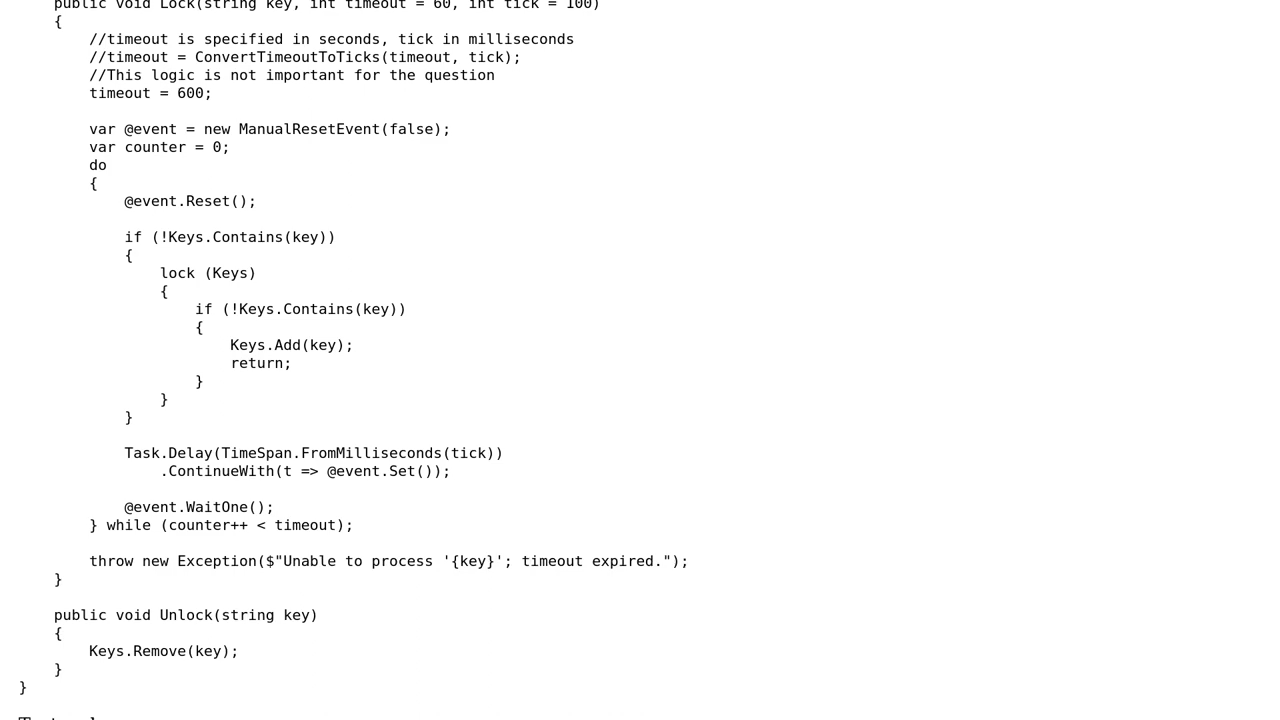 public void Lock(string key, int timeout = 60, int tick = 100)
{
//timeout is specified in seconds, tick in milliseconds
//timeout = ConvertTimeoutToTicks(timeout, tick);
//This logic is not important for the question
timeout = 600;
var @event = new ManualResetEvent(false);
var counter = 0;
do
{
@event.Reset();
if (!Keys.Contains(key))
{
lock (Keys)
{
if (!Keys.Contains(key))
{
Keys.Add(key);
return;
}
}
}
Task.Delay(TimeSpan.FromMilliseconds(tick))
.ContinueWith(t => @event.Set());
@event.WaitOne();
} while (counter++ < timeout);
throw new Exception($"Unable to process '{key}'; timeout expired.");
}
public void Unlock(string key)
{
Keys.Remove(key);
}
}